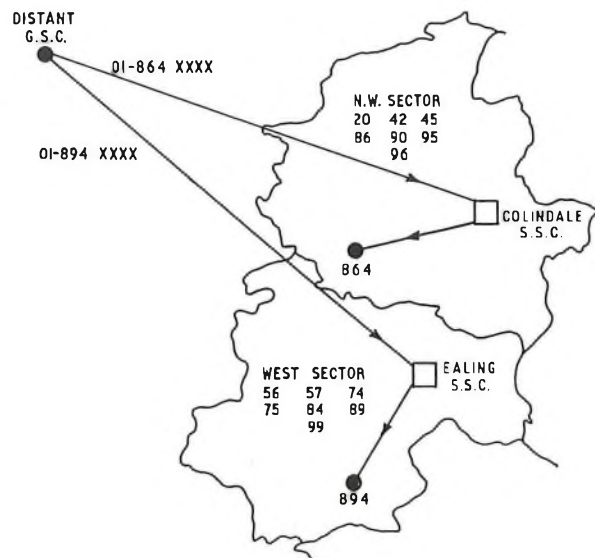 DISTANT
G.S.C.
01-864 XXXX
01-894 XXXX
N.W. SECTOR
20 42 45
86 90 95
96
COLINDALE
S.S.C.
864
WEST SECTOR
56 57 74
75 84 89
99
EALING
S.S.C.
894